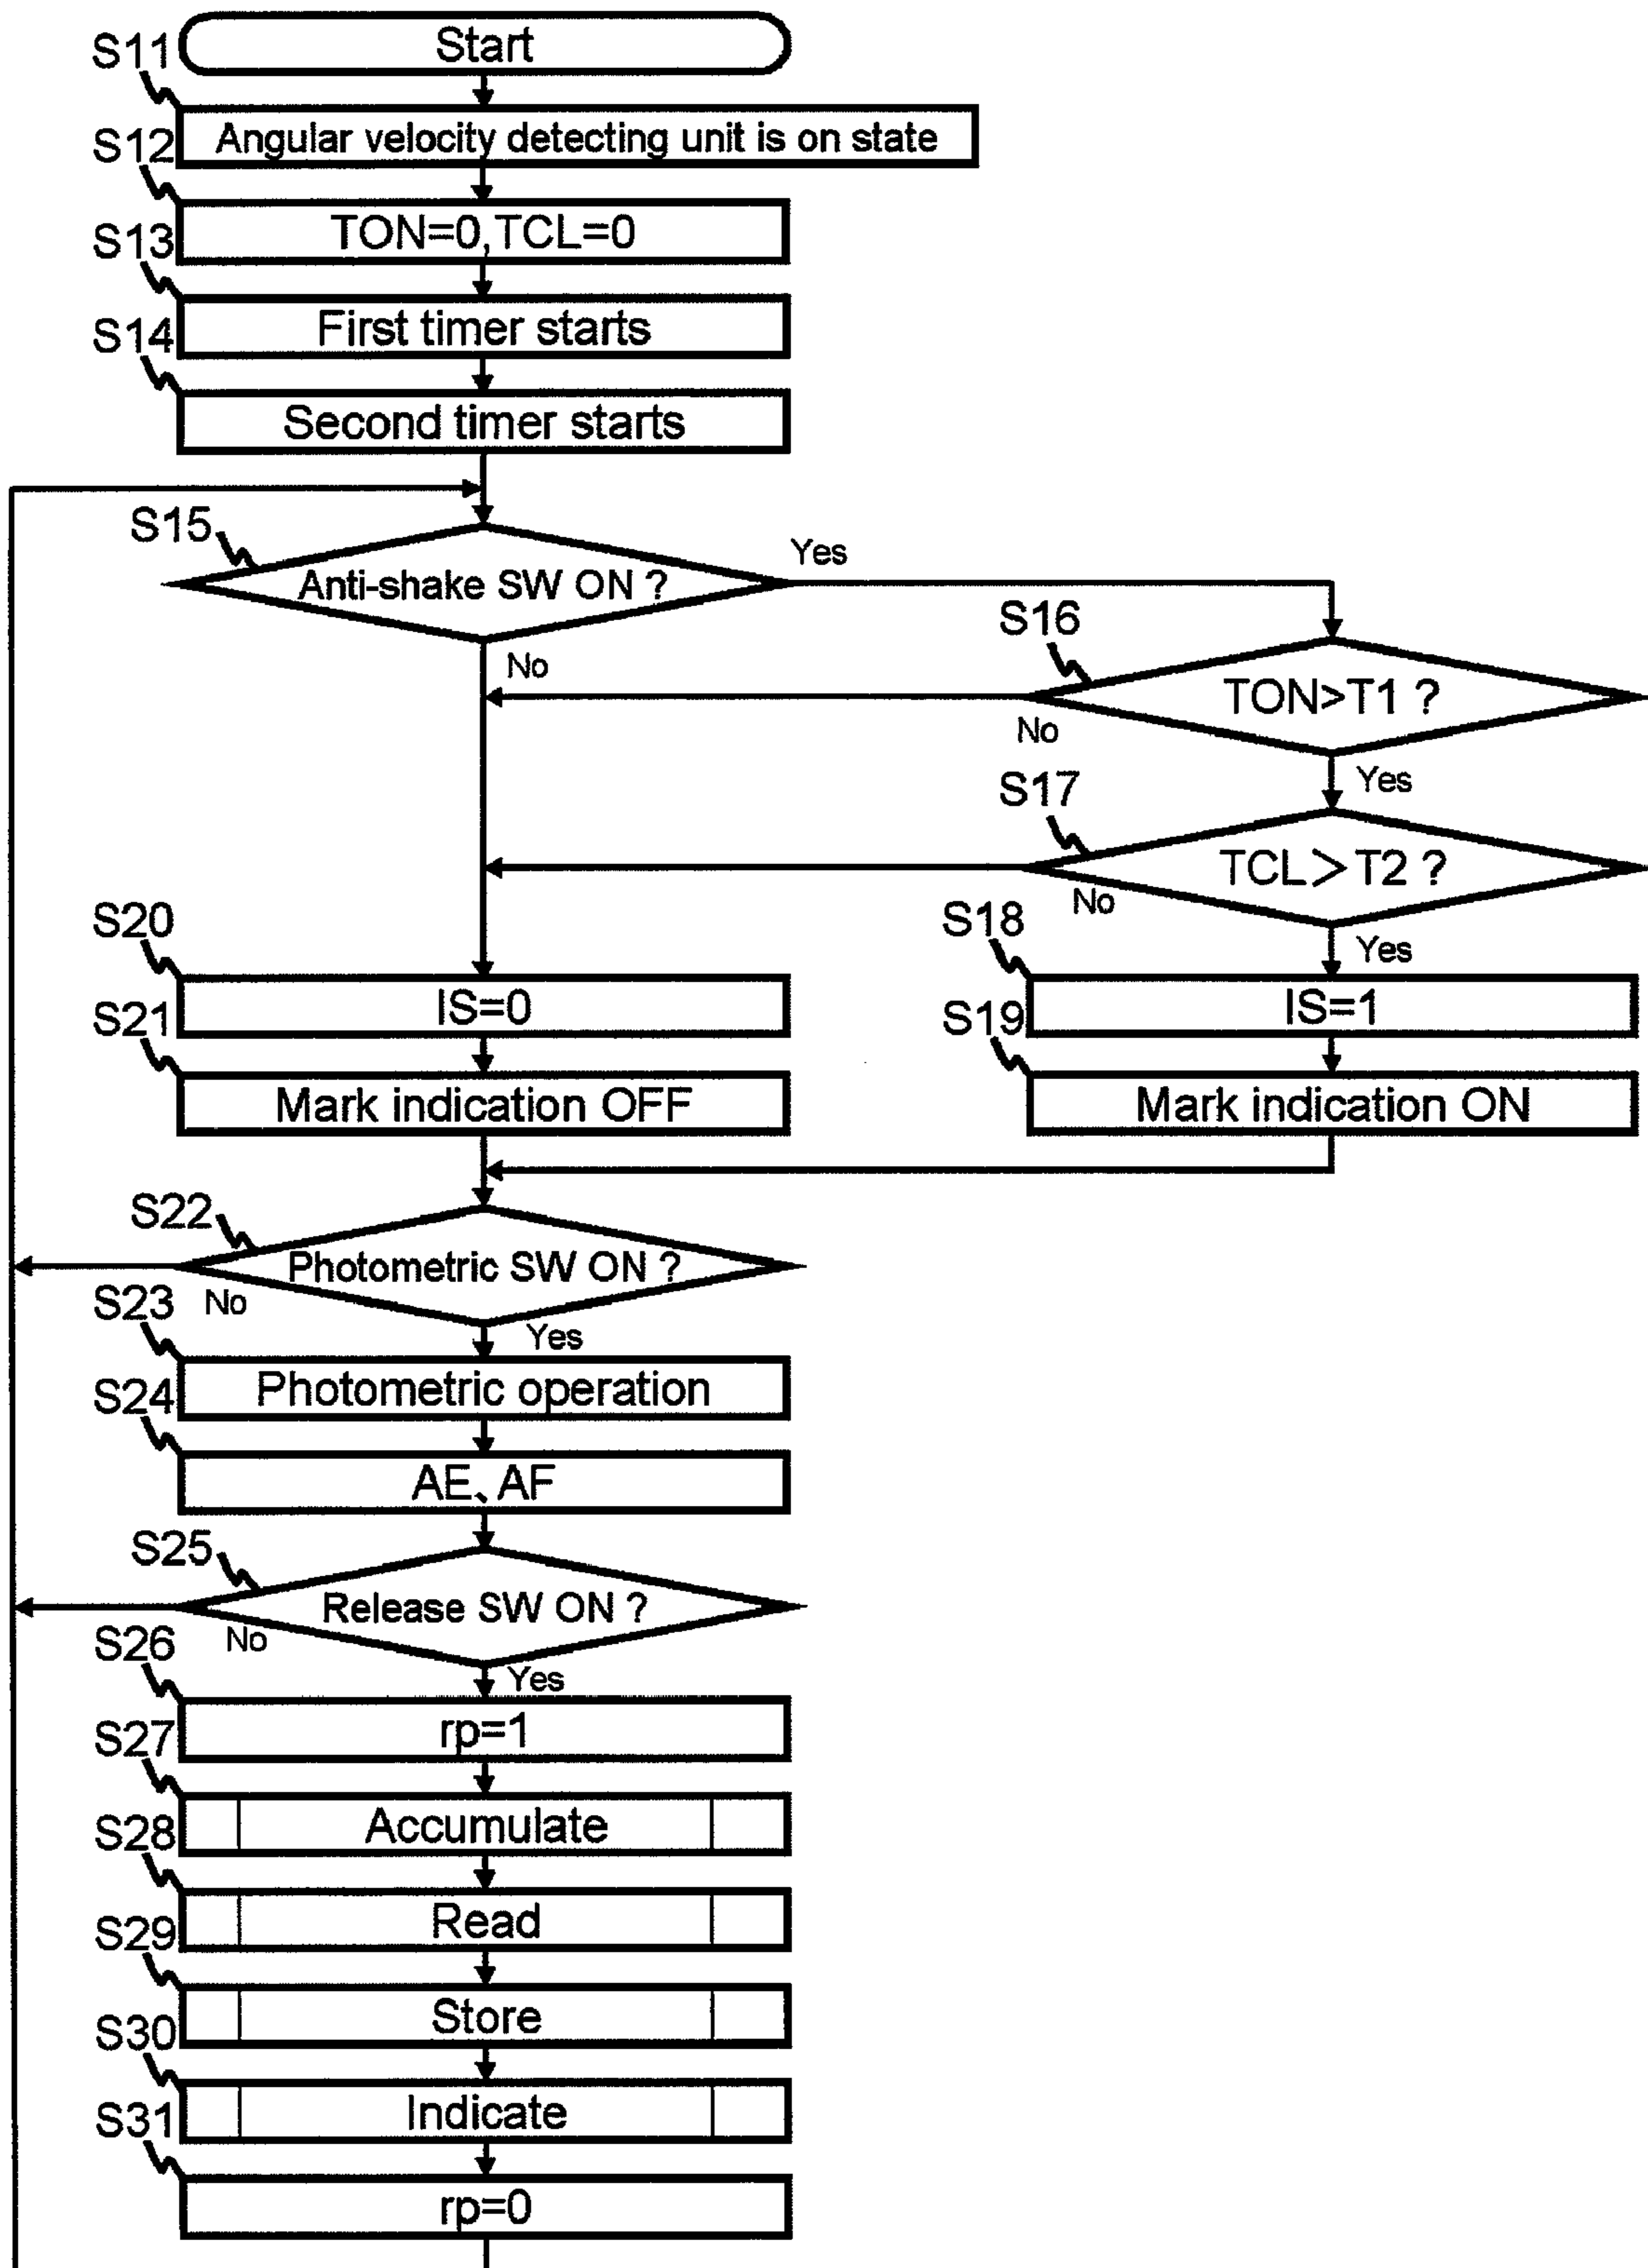 Start
S11
Angular velocity detecting unit is on state
S12
TON=0,TCL=0
S13
First timer starts
S14
Second timer starts
S15
Anti-shake SW ON ?
Yes
No
S16
TON>T1 ?
No
Yes
S17
TCL＞T2 ?
No
Yes
S20
IS=0
S18
IS=1
S21
Mark indication OFF
S19
Mark indication ON
S22
Photometric SW ON ?
No
Yes
S23
Photometric operation
S24
AE、AF
S25
Release SW ON ?
No
Yes
S26
rp=1
S27
Accumulate
S28
Read
S29
Store
S30
Indicate
S31
rp=0